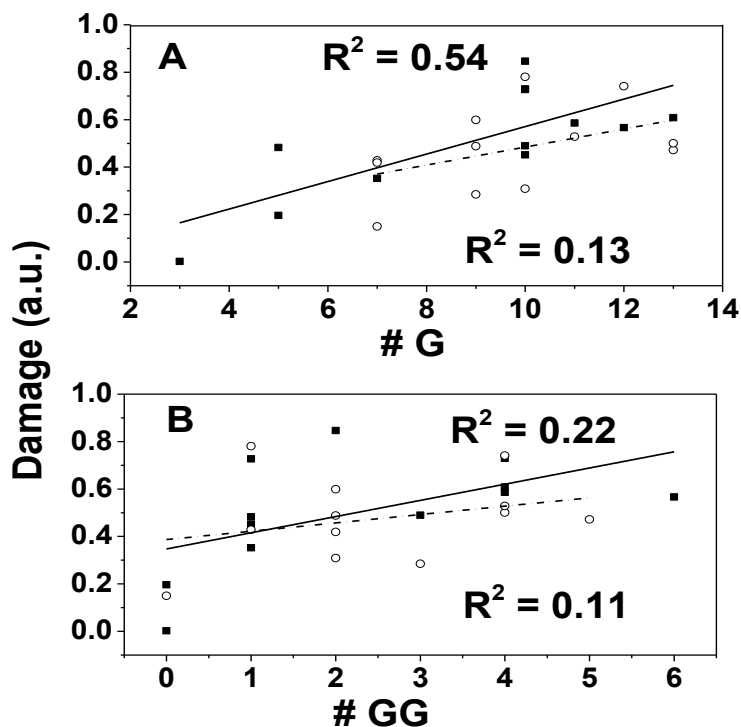 A
R² = 0.54
1.0
0.8
0.6
0.4
0.2
0.0
R² = 0.13
2 4 6 8 10 12 14
# G
Damage (a.u.)
B
R² = 0.22
1.0
0.8
0.6
0.4
0.2
0.0
R² = 0.11
0 1 2 3 4 5 6
# GG